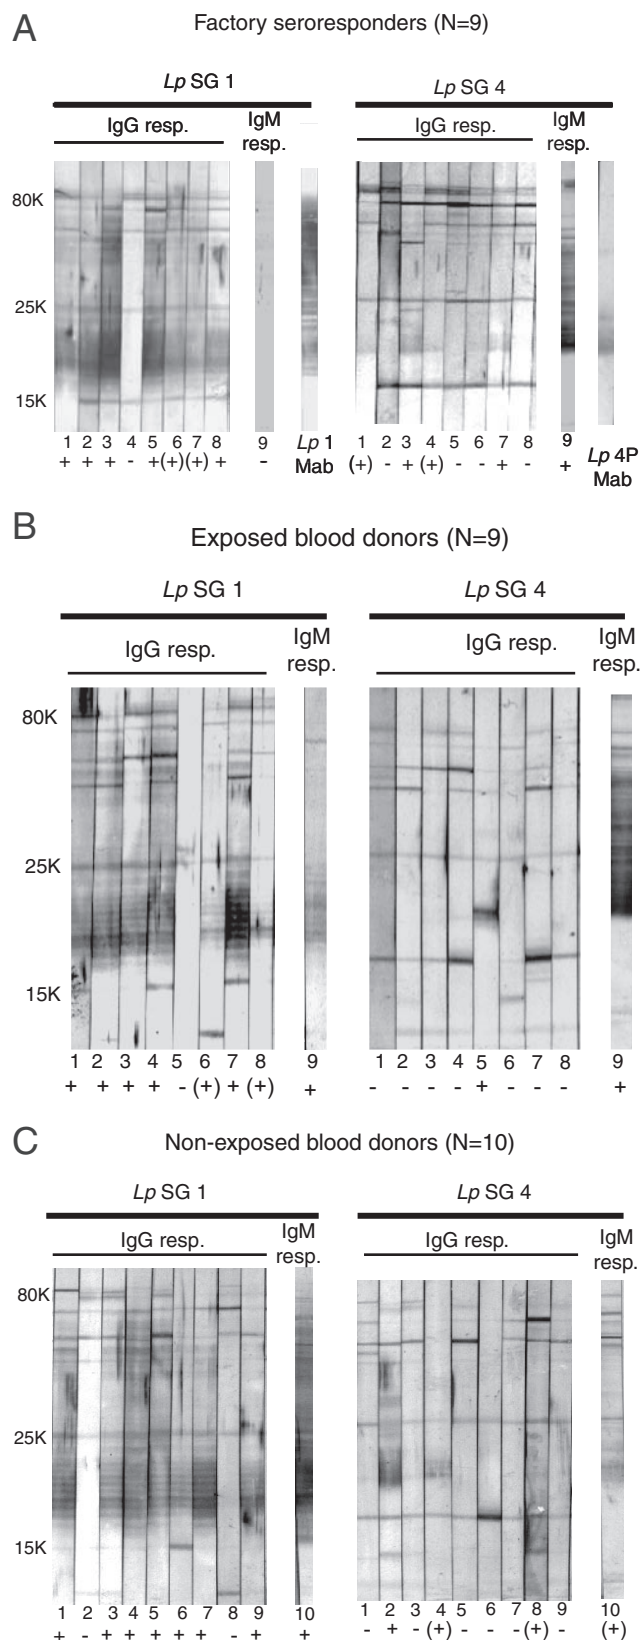 A
Factory seroresponders (N=9)
Lp SG 1
Lp SG 4
IgG resp.
IgM
resp.
IgG resp.
IgM
resp.
80K
25K
15K
1 2 3 4 5 6 7 8 9 Lp 1
+ + + - + (+) (+) + - Mab
1 2 3 4 5 6 7 8 9 Lp 4P
(+) - + (+) - - + - + Mab
B
Exposed blood donors (N=9)
Lp SG 1
Lp SG 4
IgG resp.
IgM
resp.
IgG resp.
IgM
resp.
80K
25K
15K
1 2 3 4 5 6 7 8 9
+ + + + - (+) + (+) +
1 2 3 4 5 6 7 8 9
- - - - + - - - +
C
Non-exposed blood donors (N=10)
Lp SG 1
Lp SG 4
IgG resp.
IgM
resp.
IgG resp.
IgM
resp.
80K
25K
15K
1 2 3 4 5 6 7 8 9 10
+ - + + + + + - + +
1 2 3 4 5 6 7 8 9 10
- + - (+) - - - (+) - (+)